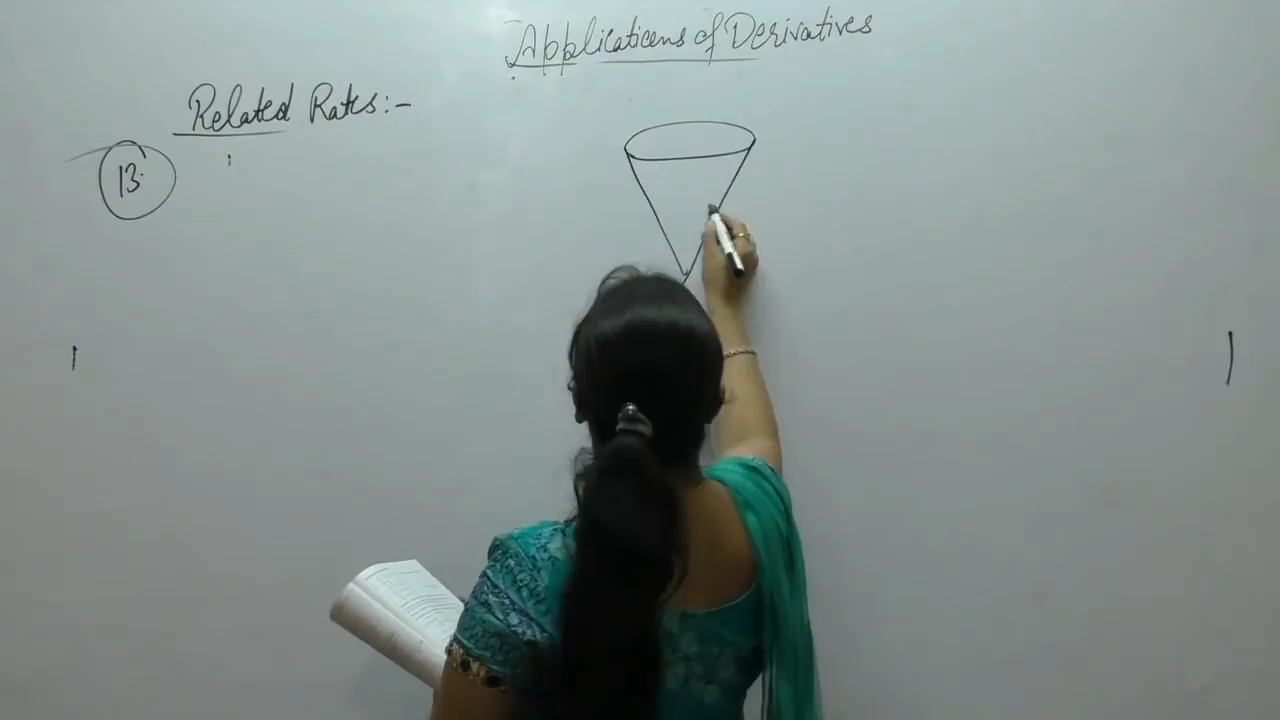 Applications of Derivatives
Related Rates:-
13.